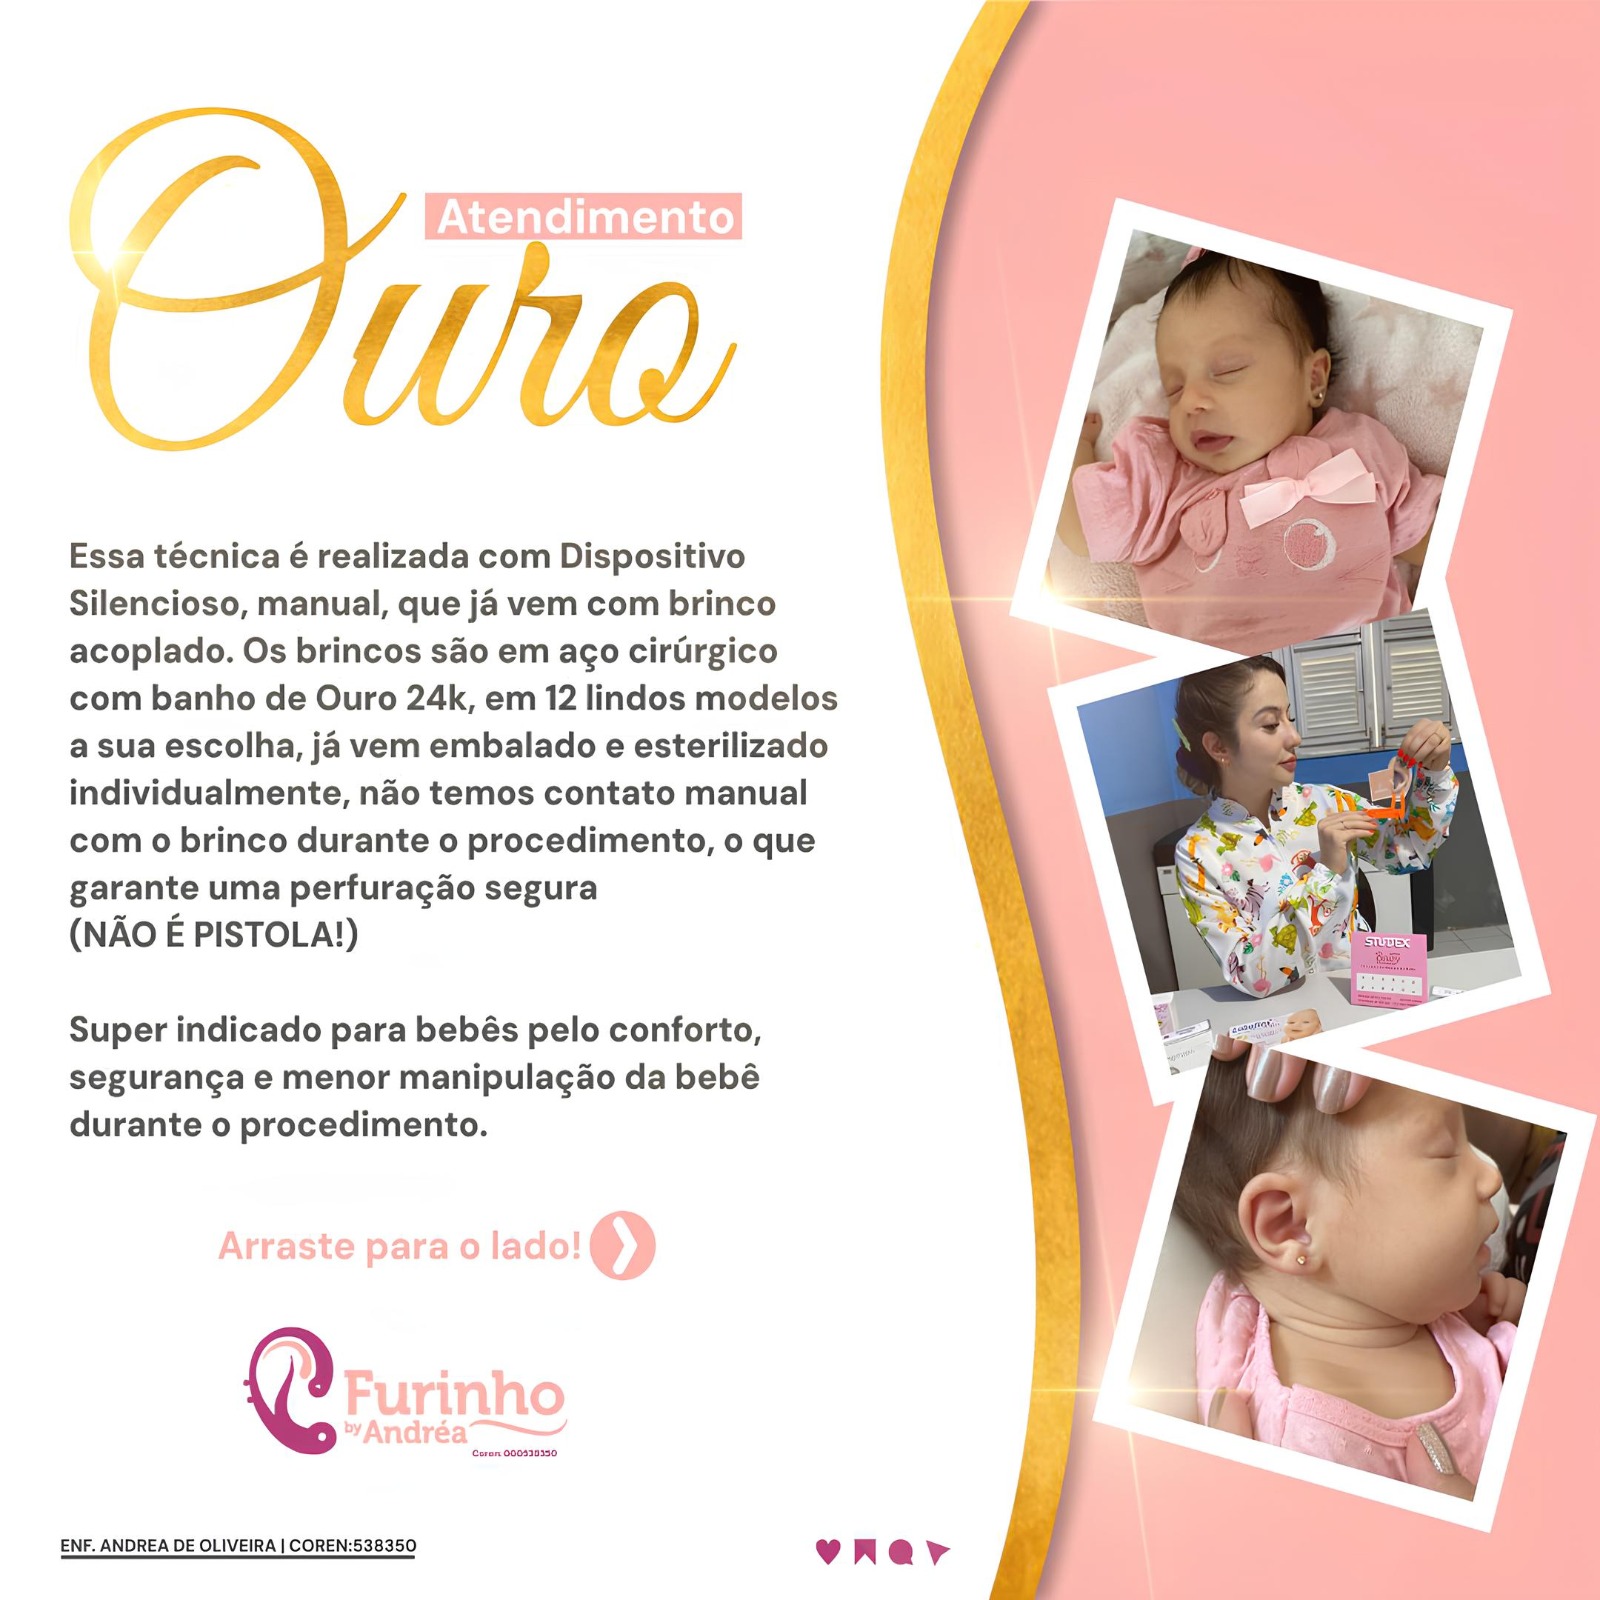 Atendimento
Ouro
Essa técnica é realizada com Dispositivo
Silencioso, manual, que já vem com brinco
acoplado. Os brincos são em aço cirúrgico
com banho de Ouro 24k, em 12 lindos modelos
a sua escolha, já vem embalado e esterilizado
individualmente, não temos contato manual
com o brinco durante o procedimento, o que
garante uma perfuração segura
(NÃO É PISTOLA!)
Super indicado para bebês pelo conforto,
segurança e menor manipulação da bebê
durante o procedimento.
Arraste para o lado!
Furinho
by Andréa
Coren:
ENF. ANDREA DE OLIVEIRA | COREN:538350
STUDEX